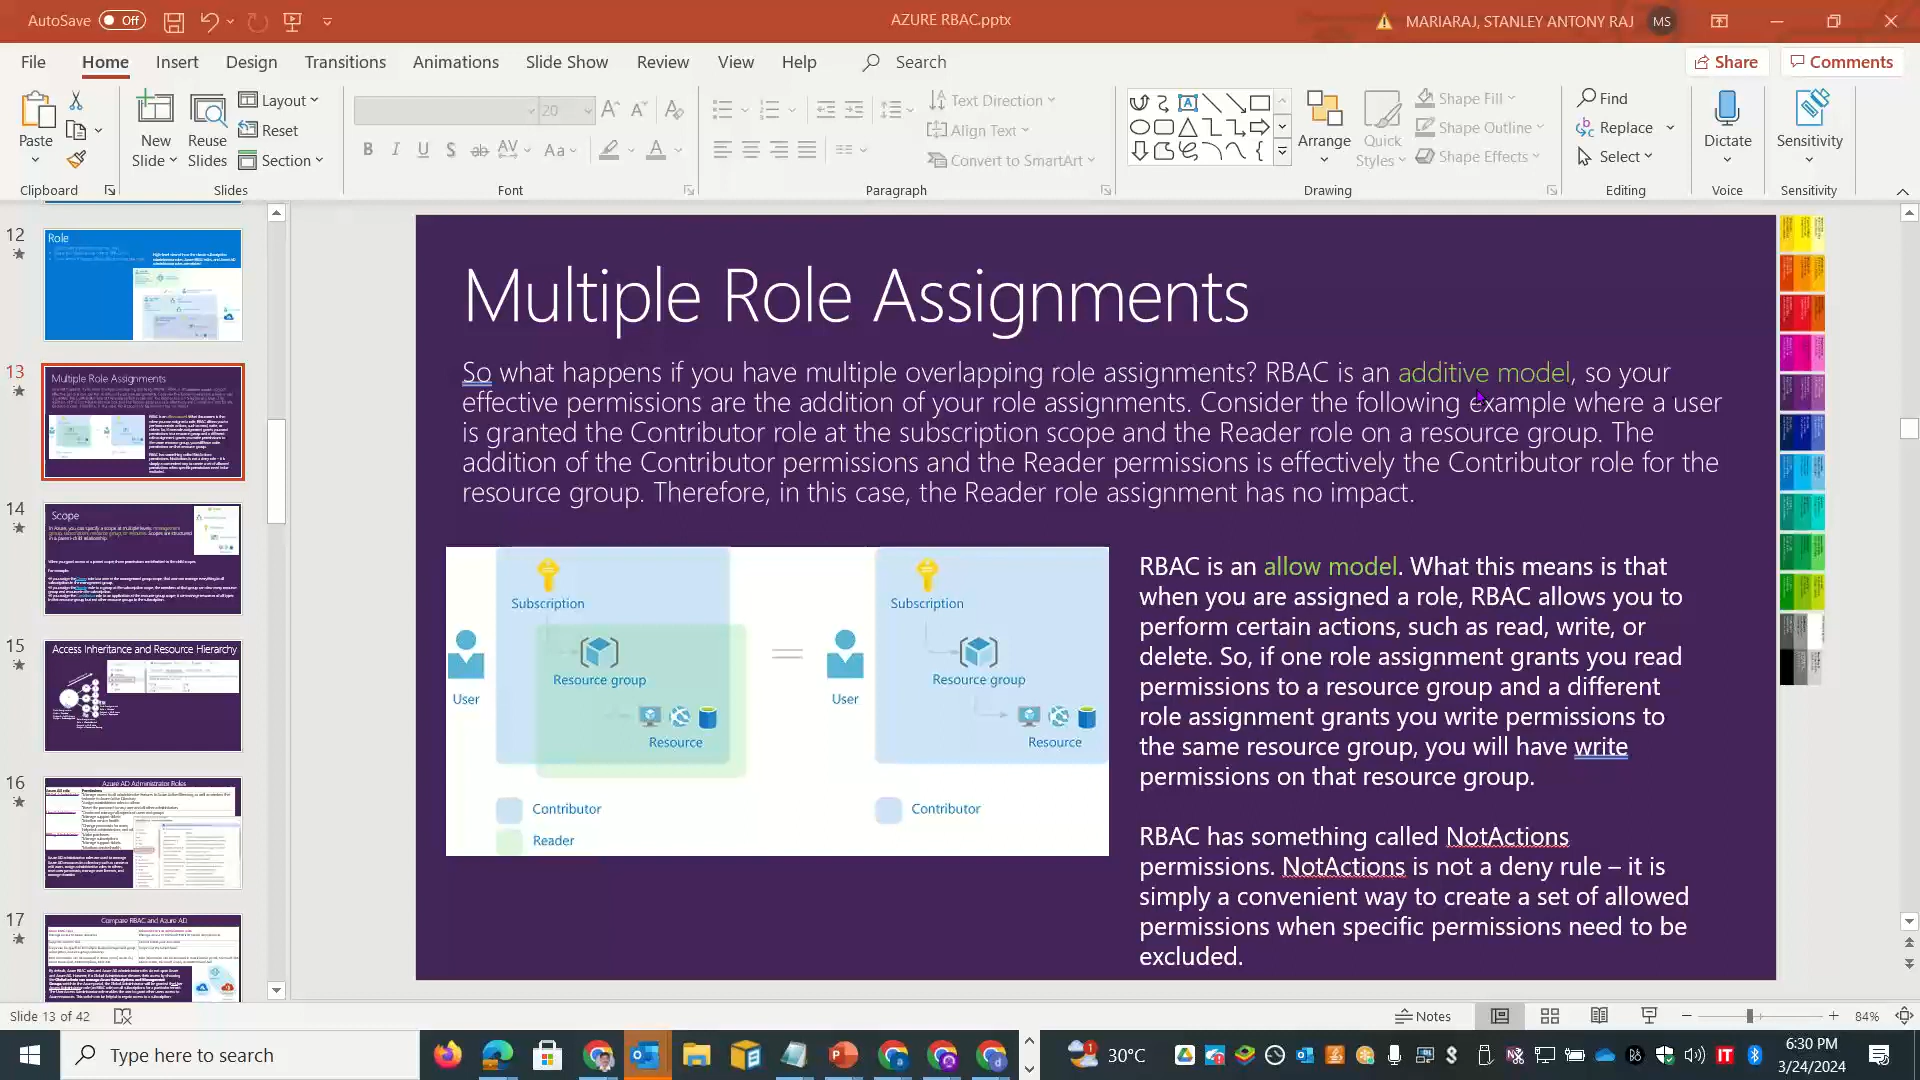 AutoSave Off
AZURE RBAC.pptx
MARIARAJ, STANLEY ANTONY RAJ MS
File Home Insert Design Transitions Animations Slide Show Review View Help Search Share Comments
Paste
New Slide
Reuse Slides
Layout
Reset
Section
20
Text Direction
Align Text
Convert to SmartArt
Arrange
Quick Styles
Shape Fill
Shape Outline
Shape Effects
Find
Replace
Select
Dictate
Sensitivity
Clipboard Slides Font Paragraph Drawing Editing Voice Sensitivity
12
Role
13
Multiple Role Assignments
14
Scope
15
Access Inheritance and Resource Hierarchy
16
Azure AD Administrator Roles
17
Compare RBAC and Azure AD
Multiple Role Assignments
So what happens if you have multiple overlapping role assignments? RBAC is an additive model, so your
effective permissions are the addition of your role assignments. Consider the following example where a user
is granted the Contributor role at the subscription scope and the Reader role on a resource group. The
addition of the Contributor permissions and the Reader permissions is effectively the Contributor role for the
resource group. Therefore, in this case, the Reader role assignment has no impact.
Subscription
Resource group
User
Resource
Contributor
Reader
Subscription
Resource group
User
Resource
Contributor
RBAC is an allow model. What this means is that
when you are assigned a role, RBAC allows you to
perform certain actions, such as read, write, or
delete. So, if one role assignment grants you read
permissions to a resource group and a different
role assignment grants you write permissions to
the same resource group, you will have write
permissions on that resource group.
RBAC has something called NotActions
permissions. NotActions is not a deny rule – it is
simply a convenient way to create a set of allowed
permissions when specific permissions need to be
excluded.
Slide 13 of 42
Notes
84%
Type here to search
30°C
6:30 PM
3/24/2024